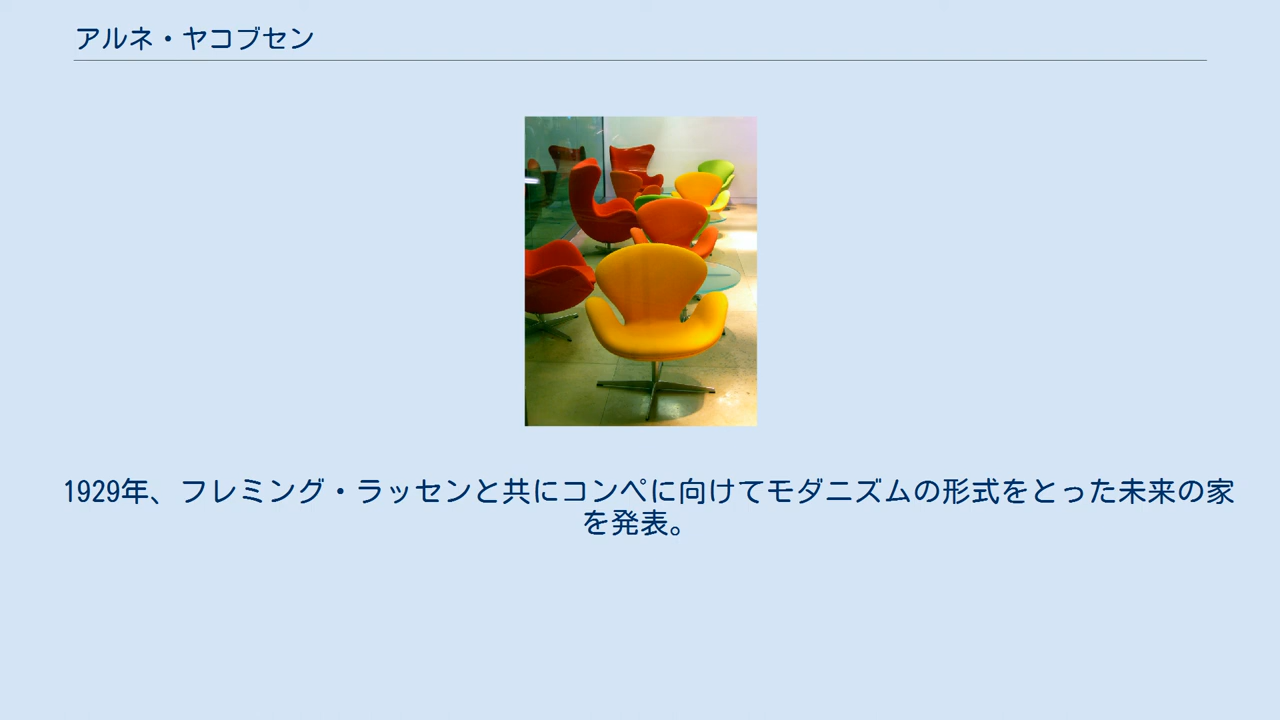 アルネ・ヤコブセン
1929年、フレミング・ラッセンと共にコンペに向けてモダニズムの形式をとった未来の家
を発表。